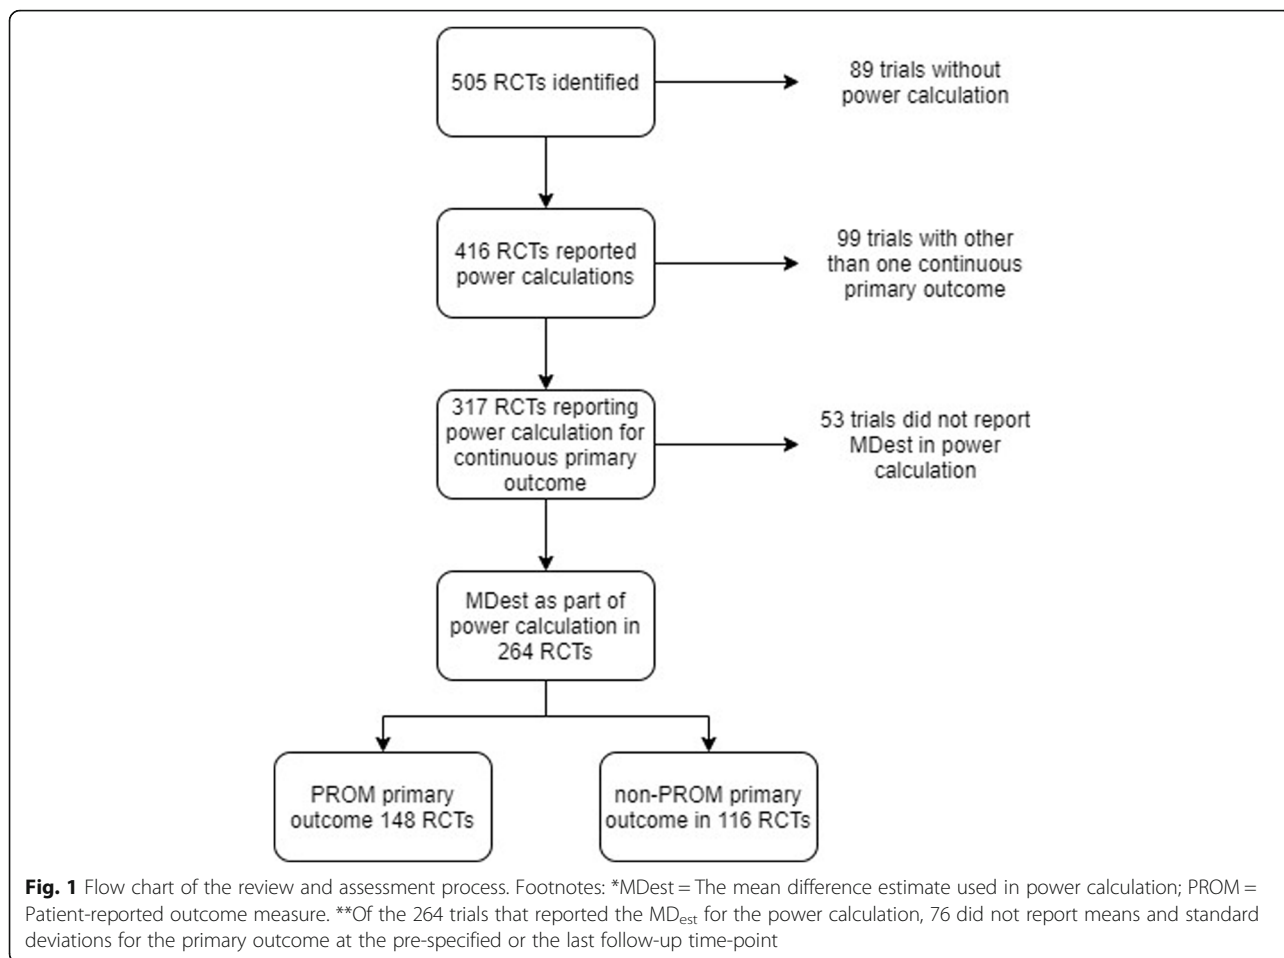 505 RCTs identified
89 trials without
power calculation
416 RCTs reported
power calculations
99 trials with other
than one continuous
primary outcome
317 RCTs reporting
power calculation for
continuous primary
outcome
53 trials did not report
MDest in power
calculation
MDest as part of
power calculation in
264 RCTs
PROM primary
outcome 148 RCTs
non-PROM primary
outcome in 116 RCTs
Fig. 1 Flow chart of the review and assessment process. Footnotes: *MDest = The mean difference estimate used in power calculation; PROM =
Patient-reported outcome measure. **Of the 264 trials that reported the MDest for the power calculation, 76 did not report means and standard
deviations for the primary outcome at the pre-specified or the last follow-up time-point